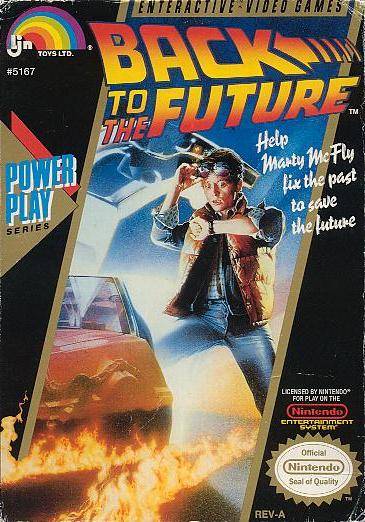 ENTERTACTIVE VIDEO GAMES
LJN
TOYS LTD.
®
#5167
BACK
TO
THE FUTURE
™
Help
Marty McFly
fix the past
to save
the future
POWER
PLAY
SERIES
LICENSED BY NINTENDO®
FOR PLAY ON THE
Nintendo
ENTERTAINMENT
SYSTEM®
Official
Nintendo
Seal of Quality
TM
REV-A